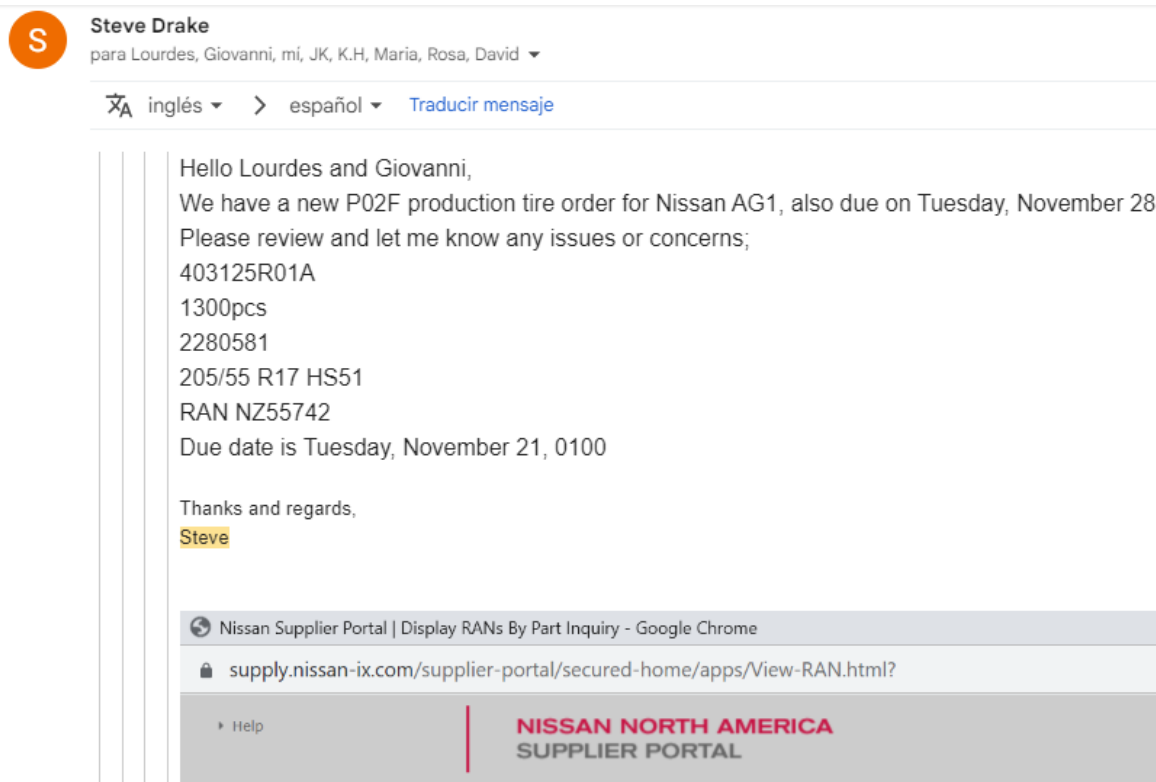 S
Steve Drake
para Lourdes, Giovanni, mí, JK, K.H, Maria, Rosa, David
inglés > español Traducir mensaje
Hello Lourdes and Giovanni,
We have a new P02F production tire order for Nissan AG1, also due on Tuesday, November 28
Please review and let me know any issues or concerns;
403125R01A
1300pcs
2280581
205/55 R17 HS51
RAN NZ55742
Due date is Tuesday, November 21, 0100
Thanks and regards,
Steve
Nissan Supplier Portal | Display RANs By Part Inquiry - Google Chrome
supply.nissan-ix.com/supplier-portal/secured-home/apps/View-RAN.html?
Help
NISSAN NORTH AMERICA
SUPPLIER PORTAL